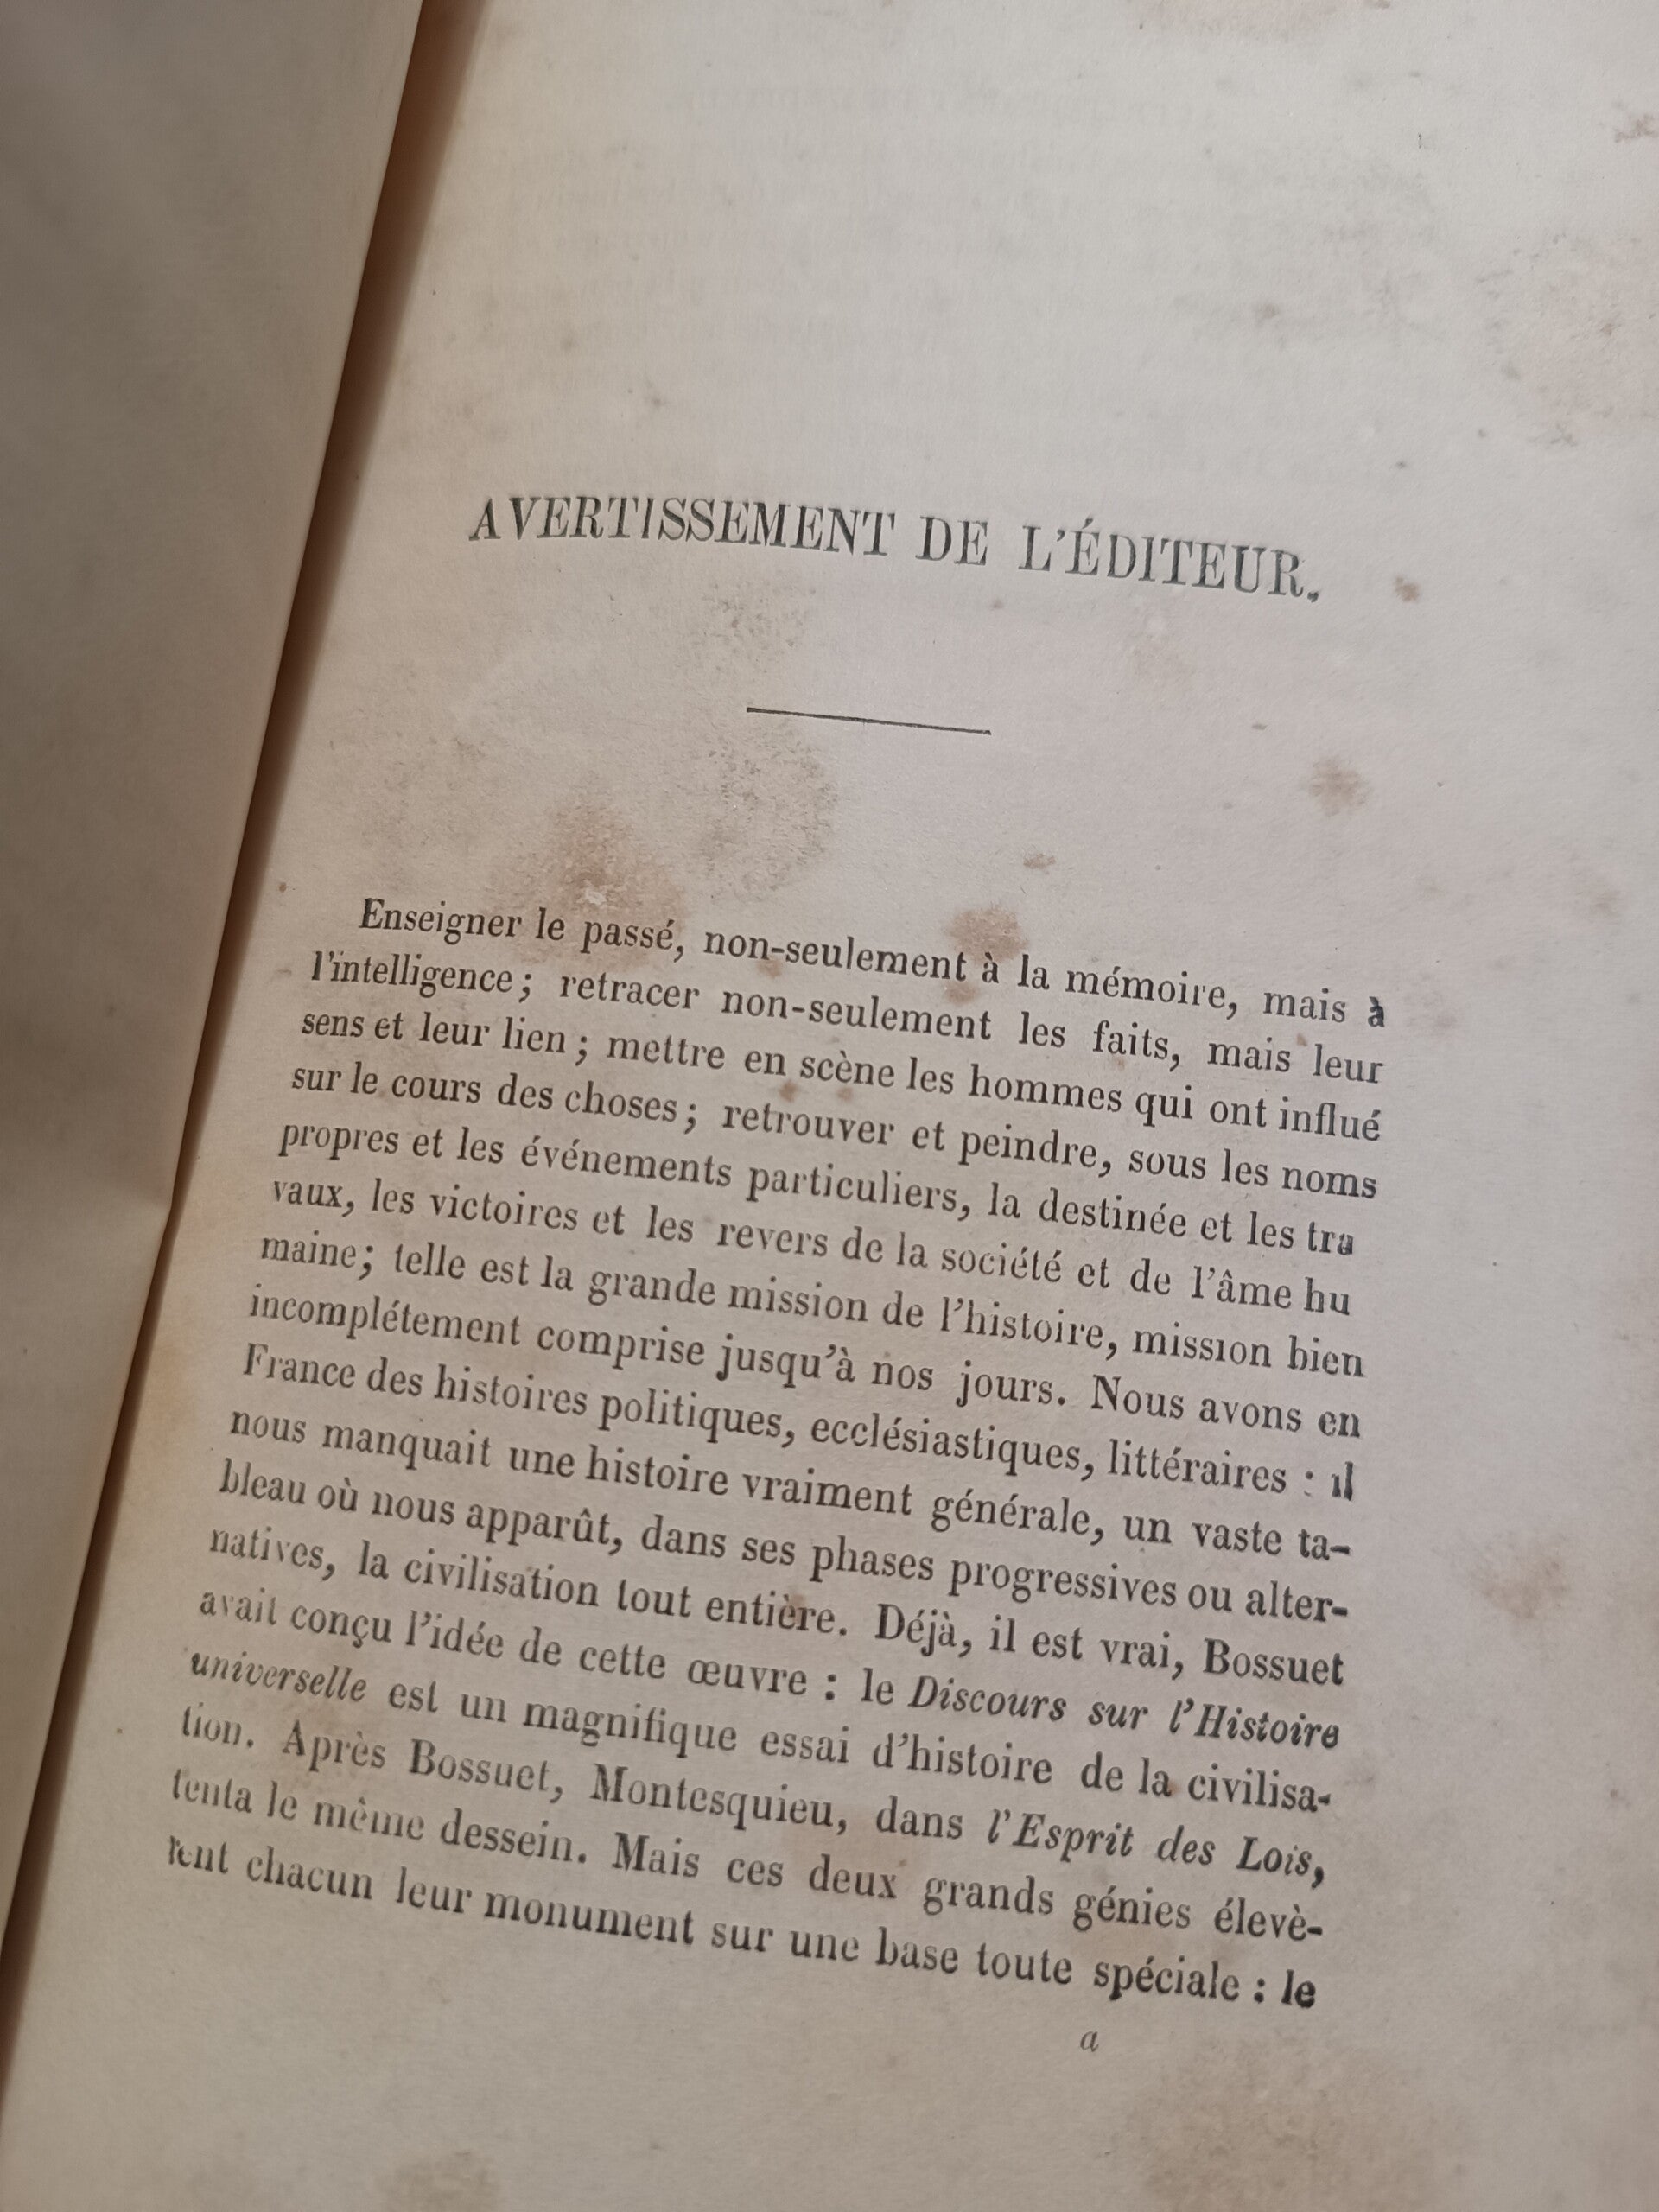 AVERTISSEMENT DE L'ÉDITEUR.
Enseigner le passé, non-seulement à la mémoire, mais à
l'intelligence; retracer non-seulement les faits, mais leur
sens et leur lien; mettre en scène les hommes qui ont influé
sur le cours des choses; retrouver et peindre, sous les noms
propres et les événements particuliers, la destinée et les tra
vaux, les victoires et les revers de la société et de l'âme hu
maine; telle est la grande mission de l'histoire, mission bien
incomplétement comprise jusqu'à nos jours. Nous avons en
France des histoires politiques, ecclésiastiques, littéraires : il
nous manquait une histoire vraiment générale, un vaste ta-
bleau où nous apparût, dans ses phases progressives ou alter-
natives, la civilisation tout entière. Déjà, il est vrai, Bossuet
avait conçu l'idée de cette œuvre : le Discours sur l'Histoire
universelle est un magnifique essai d'histoire de la civilisa-
tion. Après Bossuet, Montesquieu, dans l'Esprit des Lois,
tenta le même dessein. Mais ces deux grands génies élevè-
rent chacun leur monument sur une base toute spéciale : le
a